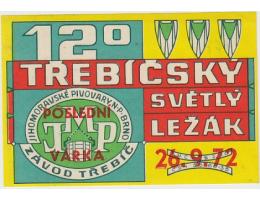 12°
TŘEBÍČSKÝ
SVĚTLÝ
LEŽÁK
JIHOMORAVSKÉ PIVOVARY N·P· BRNO
JMP
ZÁVOD TŘEBÍČ
POSLEDNÍ
VÁRKA
26.9.72